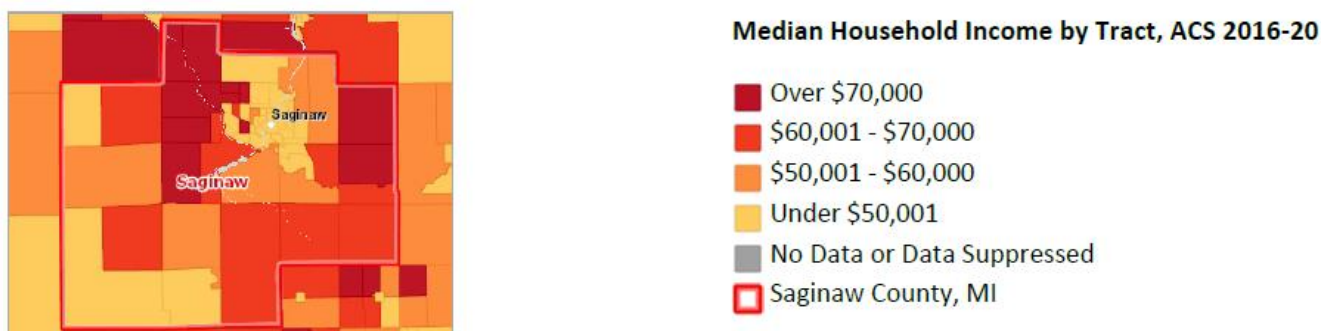 Saginaw
Saginaw
Median Household Income by Tract, ACS 2016-20
Over $70,000
$60,001 - $70,000
$50,001 - $60,000
Under $50,001
No Data or Data Suppressed
Saginaw County, MI